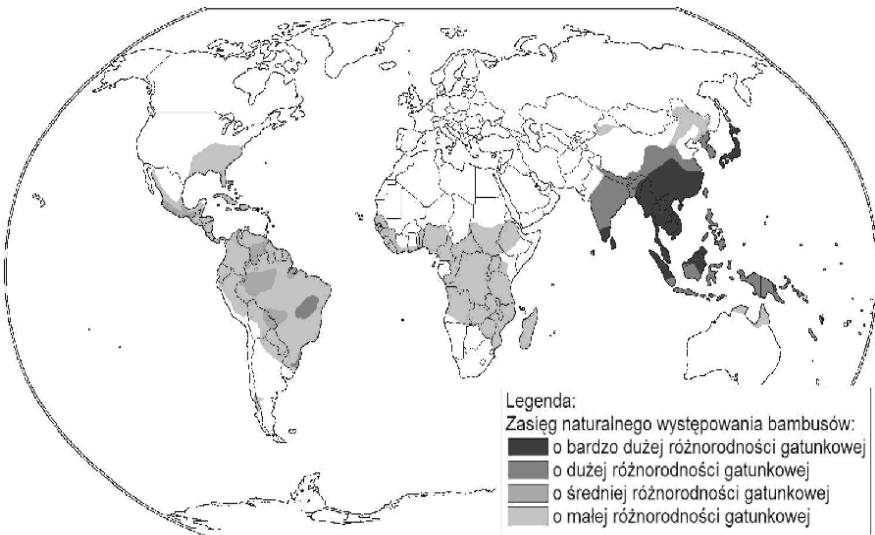 Legenda:
Zasięg naturalnego występowania bambusów:
o bardzo dużej różnorodności gatunkowej
o dużej różnorodności gatunkowej
o średniej różnorodności gatunkowej
o małej różnorodności gatunkowej